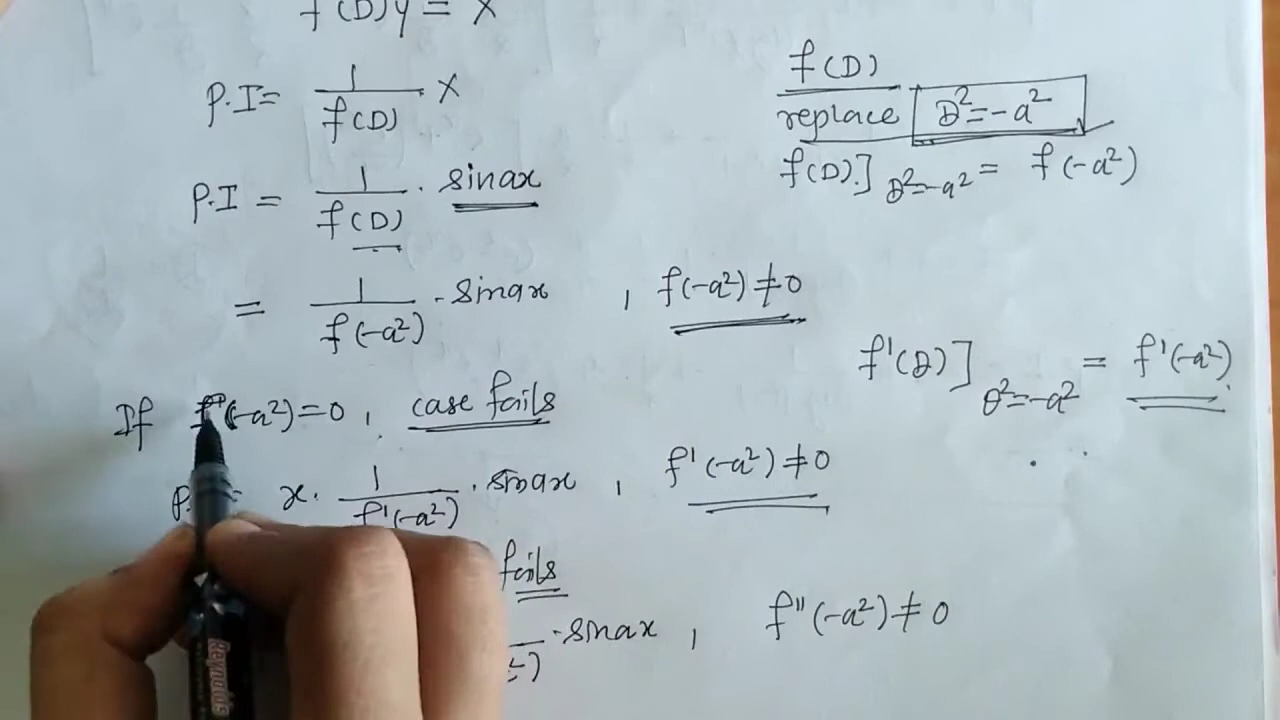 f(D)y = X
P.I = 1/f(D) X
P.I = 1/f(D) . sinax
= 1/f(-a²) . sinax , f(-a²) ≠ 0
If f(-a²) = 0 , case fails
x . 1/f'(-a²) . sinax , f'(-a²) ≠ 0
fails
. sinax , f''(-a²) ≠ 0
f(D)
replace D² = -a²
f(D)] D²=-a² = f(-a²)
f'(D)] D²=-a² = f'(-a²)
Reynolds